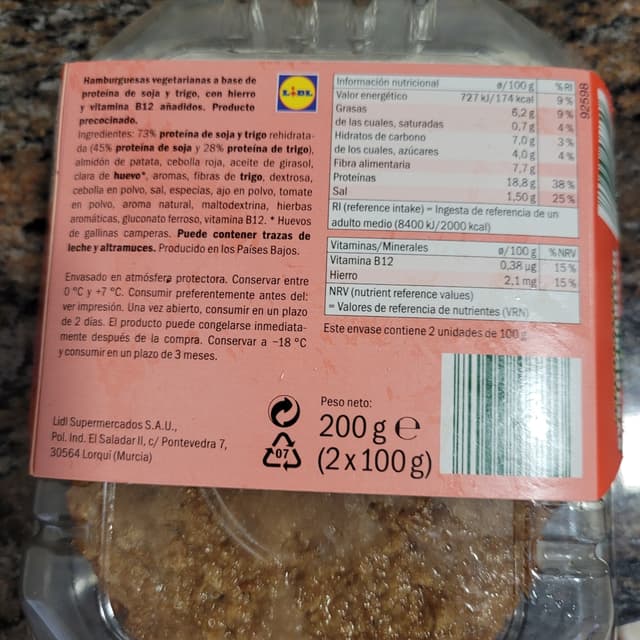 Hamburguesas vegetarianas a base de
proteína de soja y trigo, con hierro
y vitamina B12 añadidos. Producto
precocinado.
Ingredientes: 73% proteína de soja y trigo rehidrata-
da (45% proteína de soja y 28% proteína de trigo),
almidón de patata, cebolla roja, aceite de girasol,
clara de huevo*, aromas, fibras de trigo, dextrosa,
cebolla en polvo, sal, especias, ajo en polvo, tomate
en polvo, aroma natural, maltodextrina, hierbas
aromáticas, gluconato ferroso, vitamina B12. * Huevos
de gallinas camperas. Puede contener trazas de
leche y altramuces. Producido en los Países Bajos.
Envasado en atmósfera protectora. Conservar entre
0 °C y +7 °C. Consumir preferentemente antes del:
ver impresión. Una vez abierto, consumir en un plazo
de 2 días. El producto puede congelarse inmediata-
mente después de la compra. Conservar a -18 °C
y consumir en un plazo de 3 meses.
Lidl Supermercados S.A.U.,
Pol. Ind. El Saladar II, c/ Pontevedra 7,
30564 Lorquí (Murcia)
LIDL
Información nutricional ø/100 g %RI
Valor energético 727 kJ/174 kcal 9%
Grasas 6,2 g 9%
de las cuales, saturadas 0,7 g 4%
Hidratos de carbono 7,0 g 3%
de los cuales, azúcares 4,0 g 4%
Fibra alimentaria 7,7 g
Proteínas 18,8 g 38%
Sal 1,50 g 25%
RI (reference intake) = Ingesta de referencia de un
adulto medio (8400 kJ/2000 kcal)
Vitaminas/Minerales ø/100 g %NRV
Vitamina B12 0,38 µg 15%
Hierro 2,1 mg 15%
NRV (nutrient reference values)
= Valores de referencia de nutrientes (VRN)
Este envase contiene 2 unidades de 100 g
92598
Peso neto:
200 g e
(2 x 100 g)
07